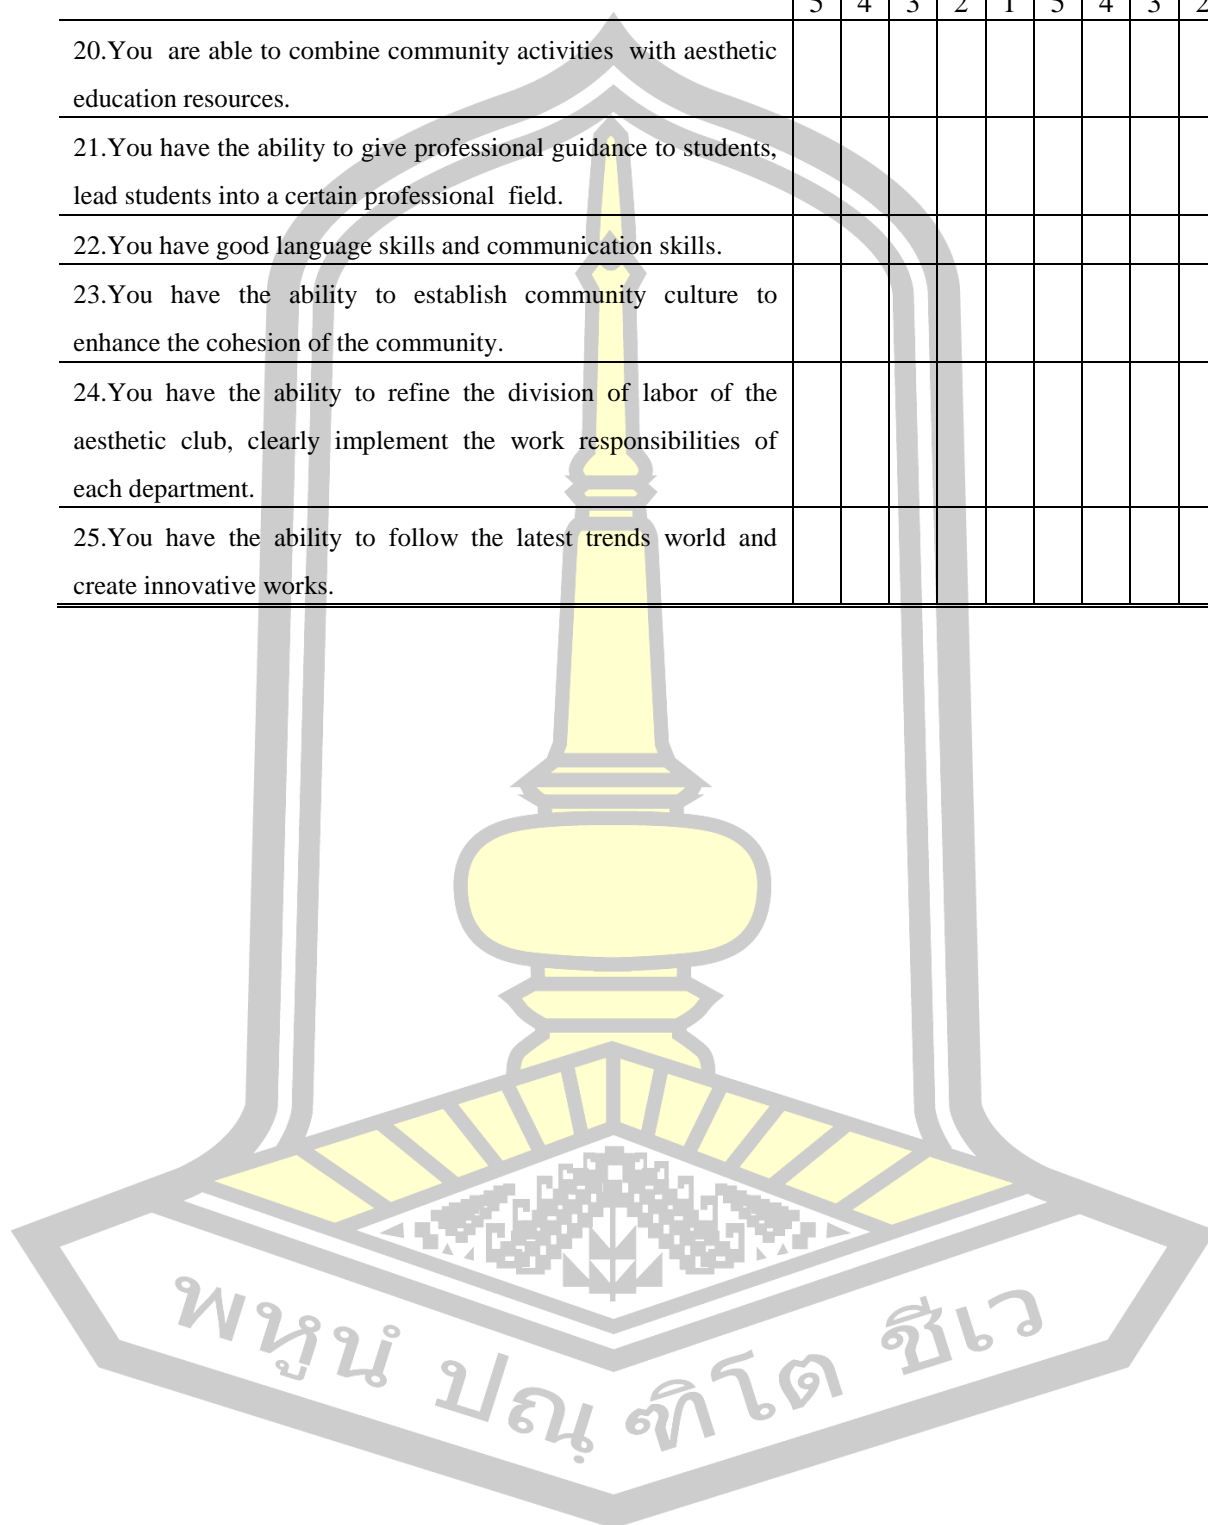 5 4 3 2 1 5 4 3 2
20.You are able to combine community activities with aesthetic
education resources.
21.You have the ability to give professional guidance to students,
lead students into a certain professional field.
22.You have good language skills and communication skills.
23.You have the ability to establish community culture to
enhance the cohesion of the community.
24.You have the ability to refine the division of labor of the
aesthetic club, clearly implement the work responsibilities of
each department.
25.You have the ability to follow the latest trends world and
create innovative works.
พหูนํ ปณฺฑิโต ชีเว